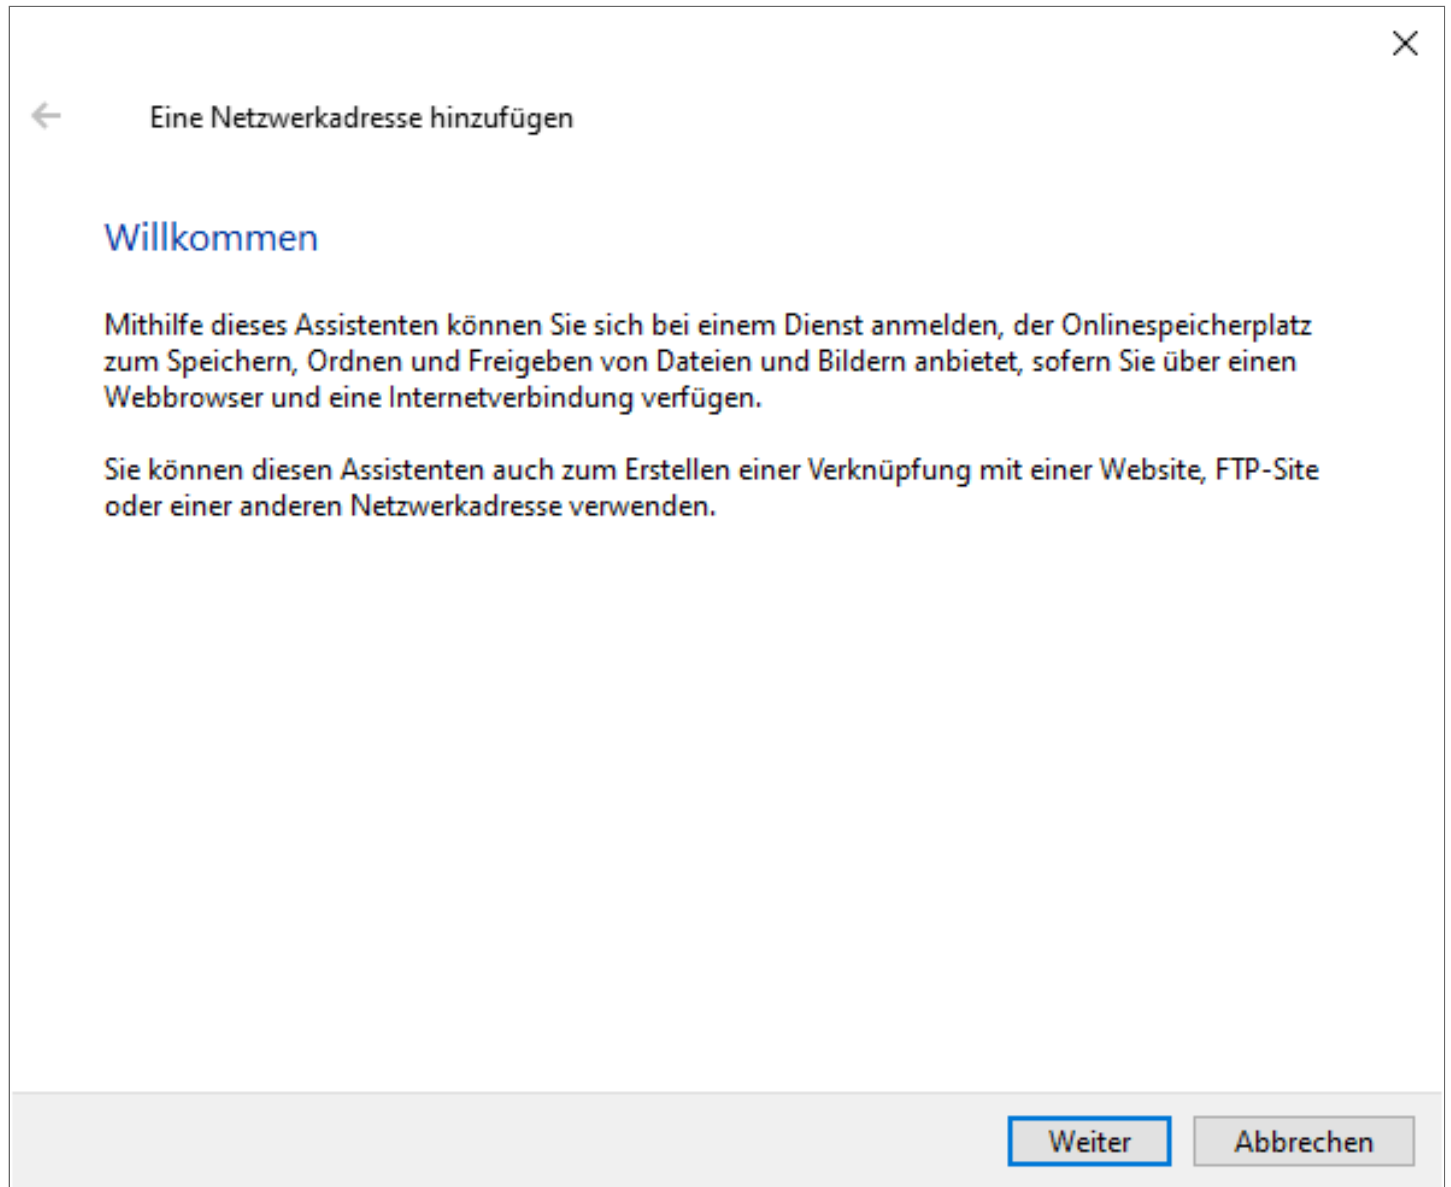 Eine Netzwerkadresse hinzufügen
Willkommen
Mithilfe dieses Assistenten können Sie sich bei einem Dienst anmelden, der Onlinespeicherplatz
zum Speichern, Ordnen und Freigeben von Dateien und Bildern anbietet, sofern Sie über einen
Webbrowser und eine Internetverbindung verfügen.
Sie können diesen Assistenten auch zum Erstellen einer Verknüpfung mit einer Website, FTP-Site
oder einer anderen Netzwerkadresse verwenden.
Weiter
Abbrechen